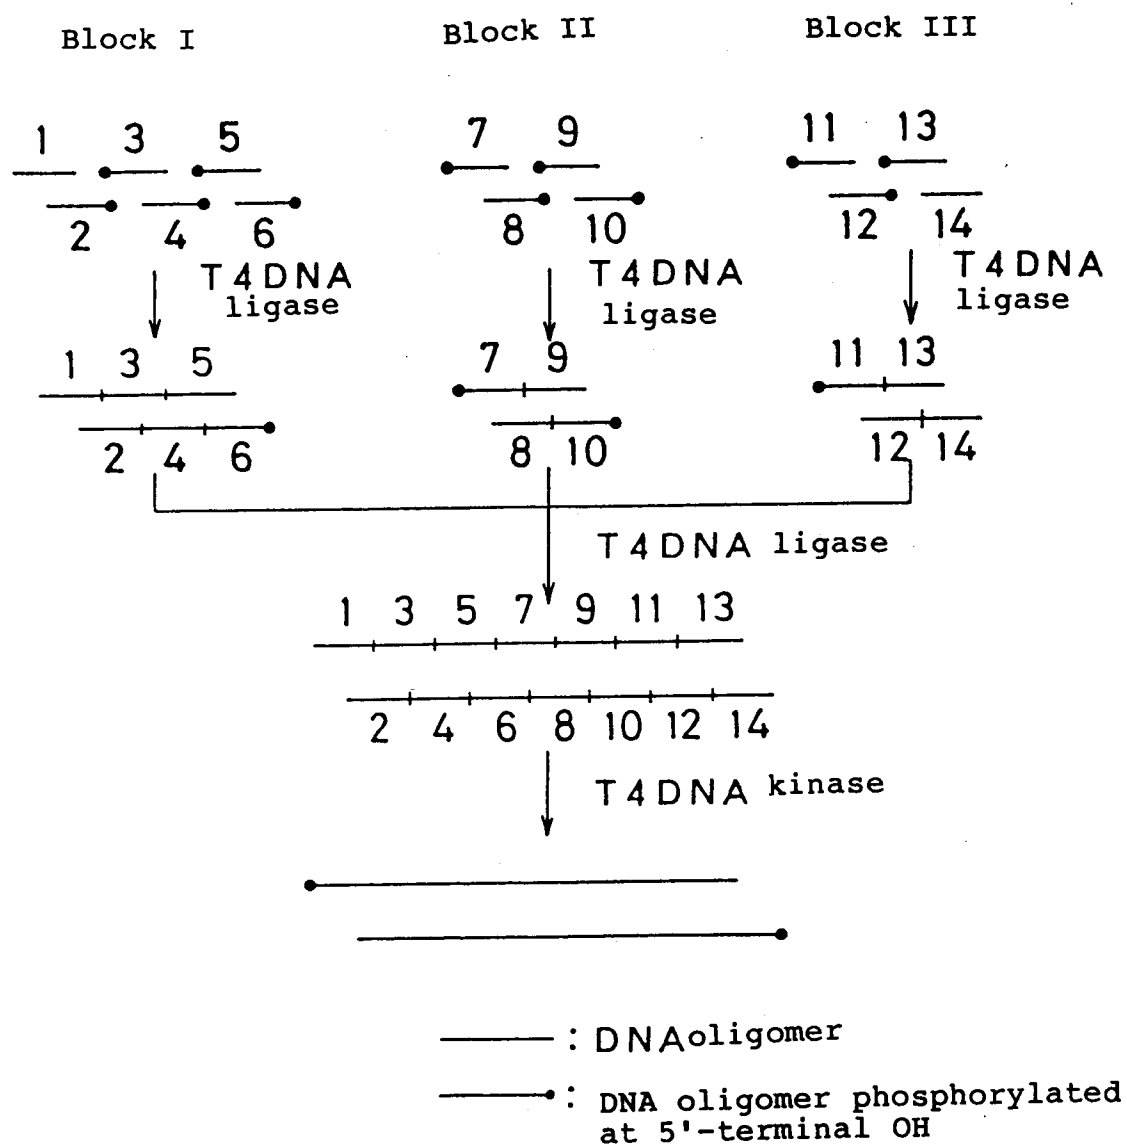 Block I Block II Block III
1 3 5 7 9 11 13
2 4 6 8 10 12 14
T4DNA ligase T4DNA ligase T4DNA ligase
1 3 5 7 9 11 13
2 4 6 8 10 12 14
T4DNA ligase
1 3 5 7 9 11 13
2 4 6 8 10 12 14
T4DNA kinase
: DNA oligomer
: DNA oligomer phosphorylated
at 5'-terminal OH